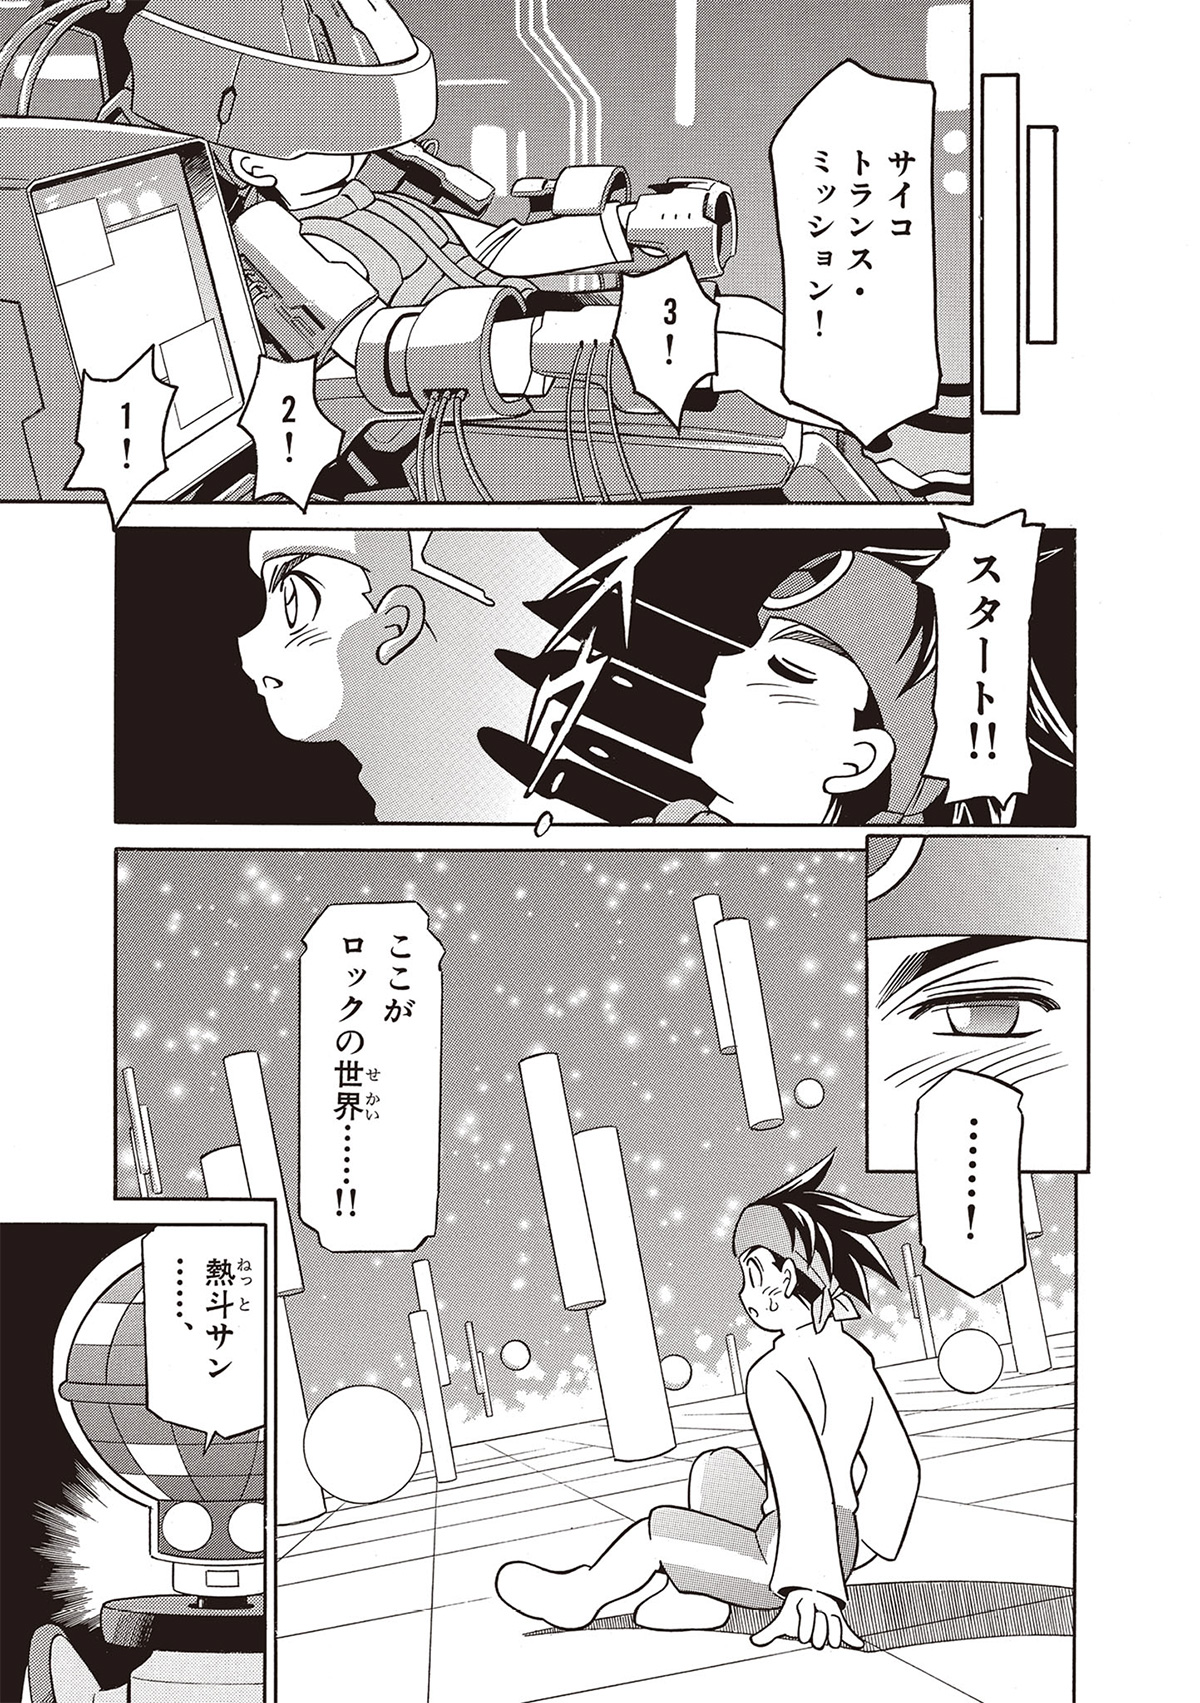 サイコ
トランス・
ミッション！
3！
2！
1！
スタート!!
………！
ここが
ロックの世界……!!
せかい
熱斗サン
ねっと
……、